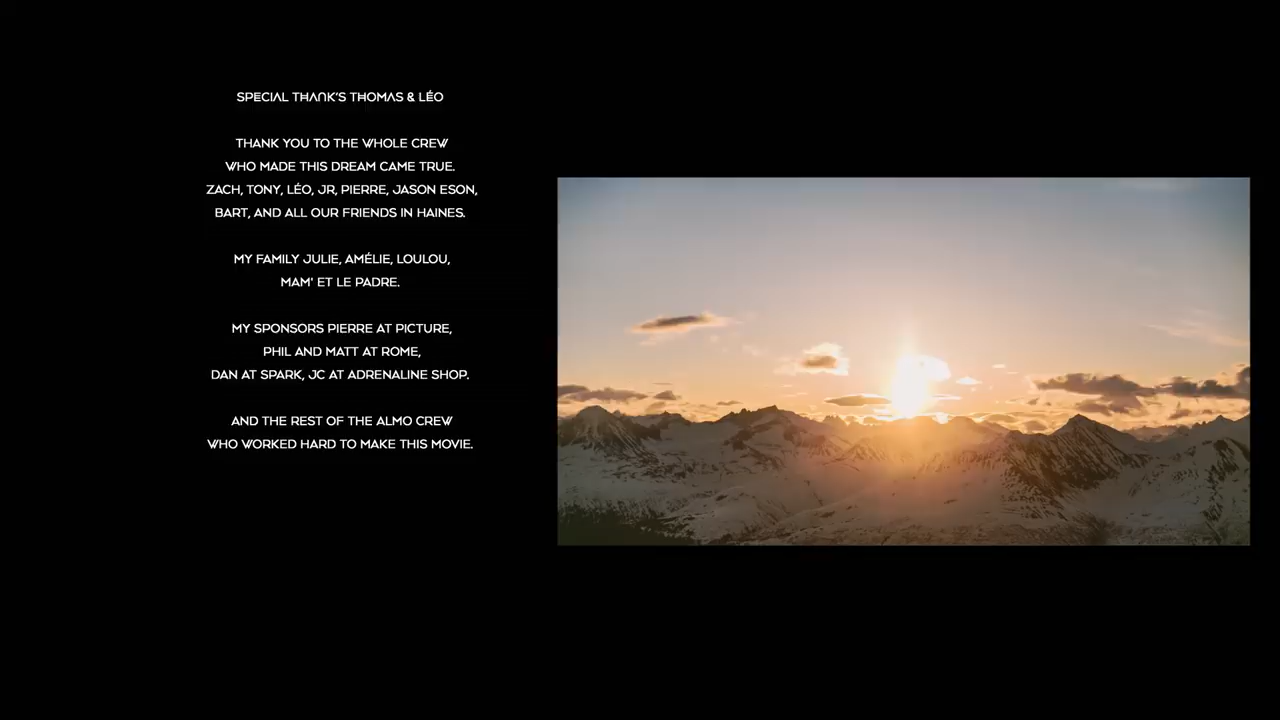 SPECIAL THANK'S THOMAS & LÉO
THANK YOU TO THE WHOLE CREW
WHO MADE THIS DREAM CAME TRUE.
ZACH, TONY, LÉO, JR, PIERRE, JASON ESON,
BART, AND ALL OUR FRIENDS IN HAINES.
MY FAMILY JULIE, AMÉLIE, LOULOU,
MAM' ET LE PADRE.
MY SPONSORS PIERRE AT PICTURE,
PHIL AND MATT AT ROME,
DAN AT SPARK, JC AT ADRENALINE SHOP.
AND THE REST OF THE ALMO CREW
WHO WORKED HARD TO MAKE THIS MOVIE.